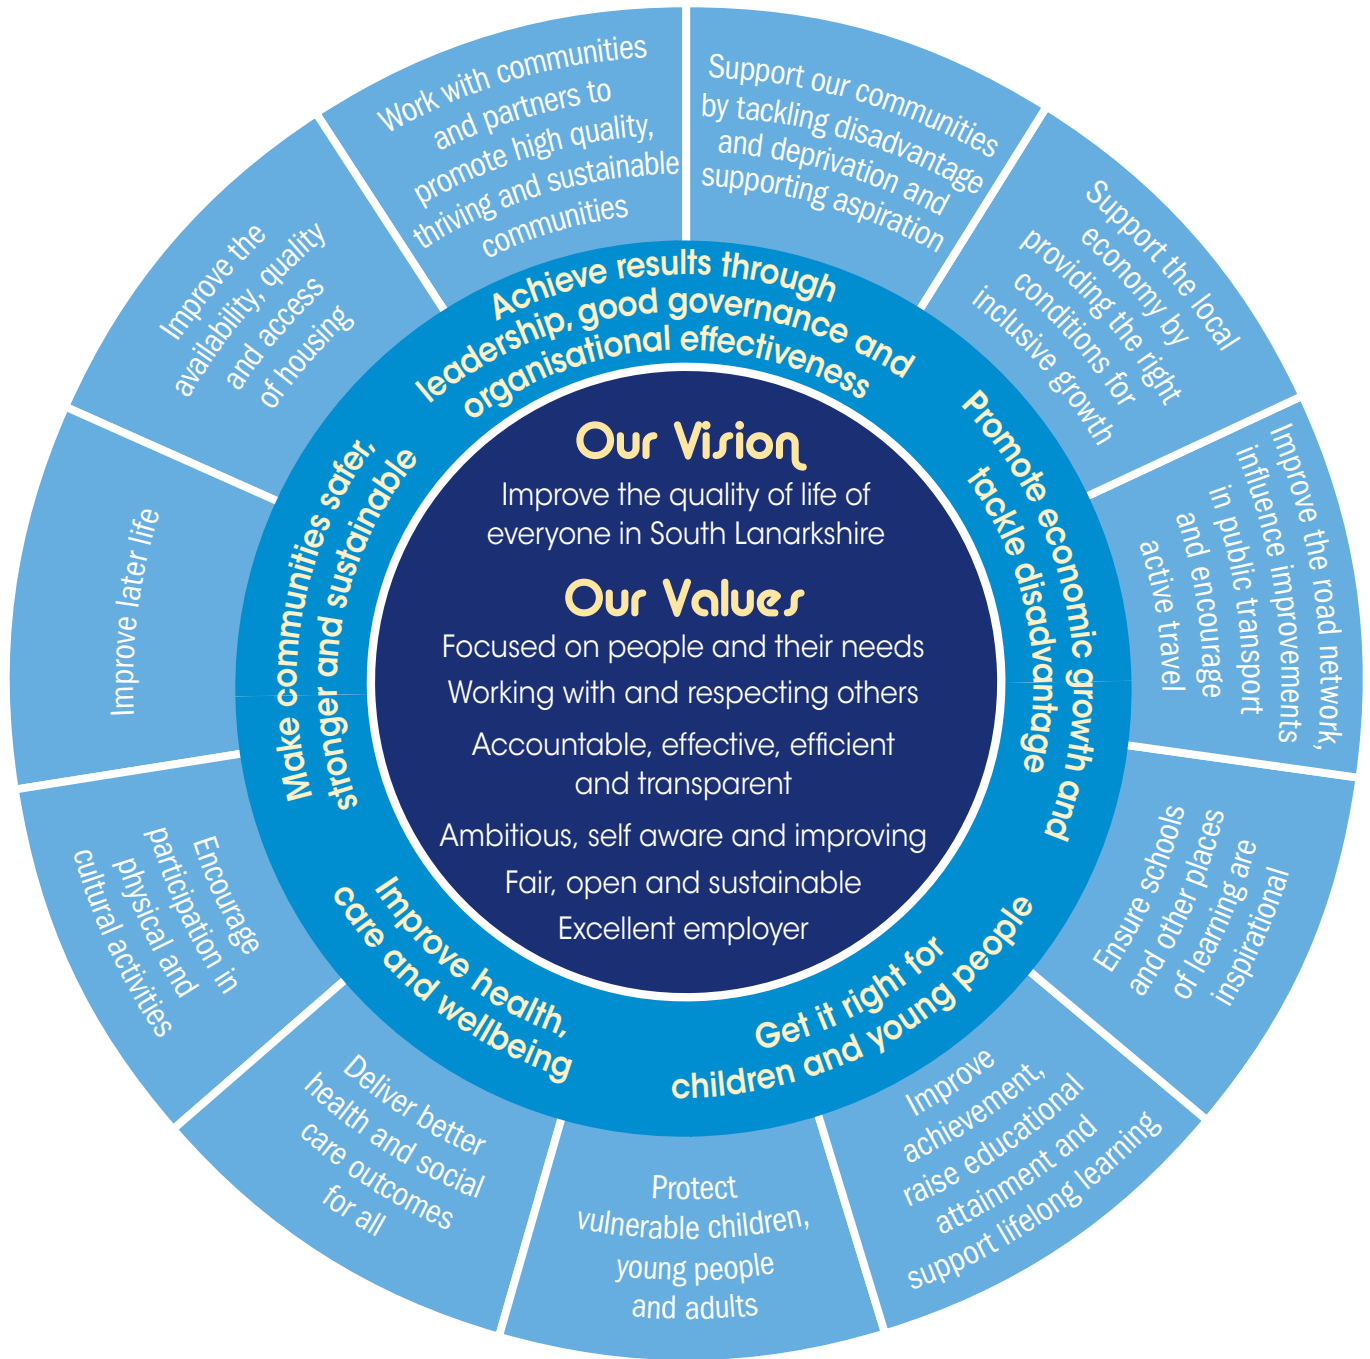 Our Vision
Improve the quality of life of
everyone in South Lanarkshire
Our Values
Focused on people and their needs
Working with and respecting others
Accountable, effective, efficient
and transparent
Ambitious, self aware and improving
Fair, open and sustainable
Excellent employer
Achieve results through
leadership, good governance and
organisational effectiveness
Promote economic growth and
tackle disadvantage
Get it right for
children and young people
Improve health,
care and wellbeing
Make communities safer,
stronger and sustainable
Support our communities
by tackling disadvantage
and deprivation and
supporting aspiration
Support the local
economy by
providing the right
conditions for
inclusive growth
Improve the road network,
influence improvements
in public transport
and encourage
active travel
Ensure schools
and other places
of learning are
inspirational
Improve
achievement,
raise educational
attainment and
support lifelong learning
Protect
vulnerable children,
young people
and adults
Deliver better
health and social
care outcomes
for all
Encourage
participation in
physical and
cultural activities
Improve later life
Improve the
availability, quality
and access
of housing
Work with communities
and partners to
promote high quality,
thriving and sustainable
communities